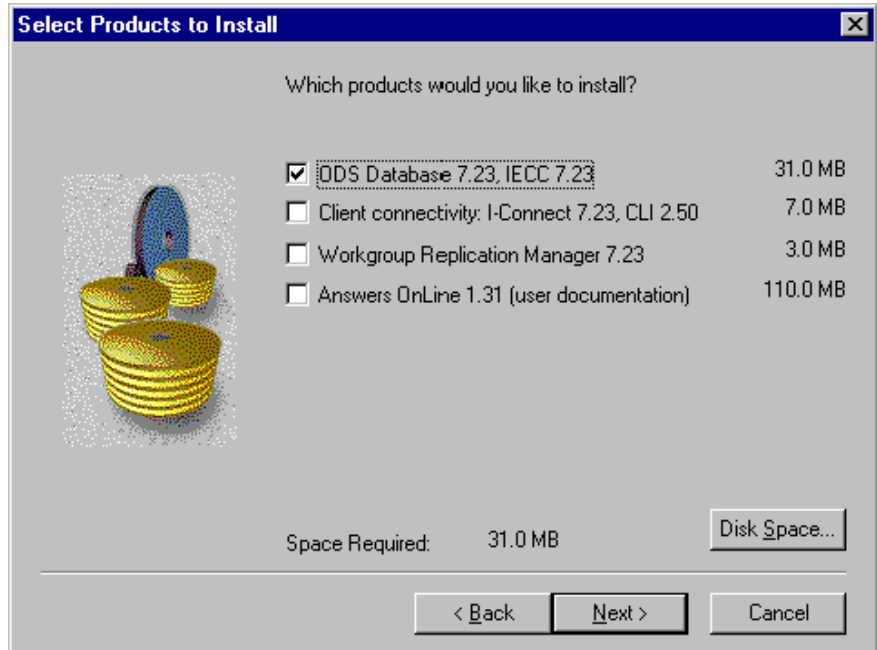 Select Products to Install
Which products would you like to install?
ODS Database 7.23, IECC 7.23 31.0 MB
Client connectivity: I-Connect 7.23, CLI 2.50 7.0 MB
Workgroup Replication Manager 7.23 3.0 MB
Answers OnLine 1.31 (user documentation) 110.0 MB
Space Required: 31.0 MB Disk Space...
< Back Next > Cancel